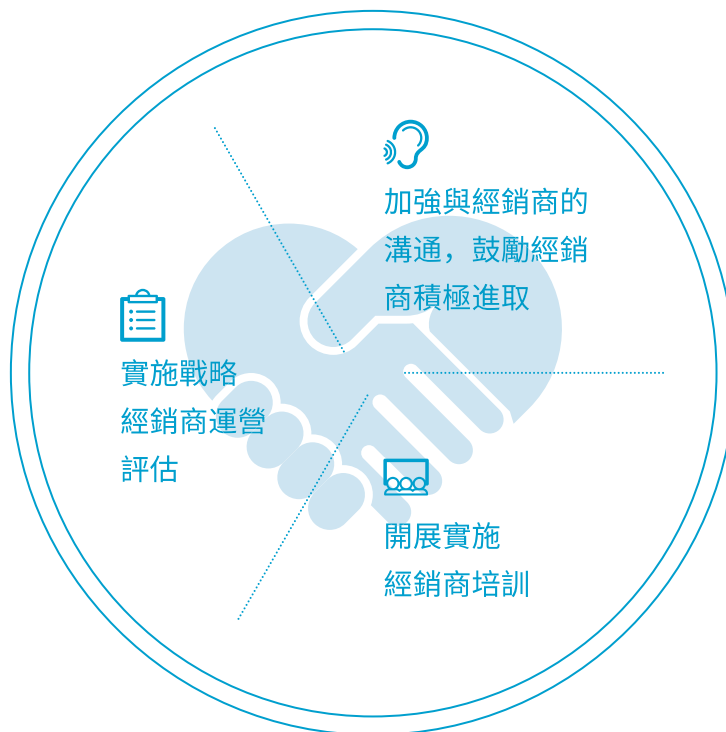 加強與經銷商的
溝通，鼓勵經銷
商積極進取
實施戰略
經銷商運營
評估
開展實施
經銷商培訓